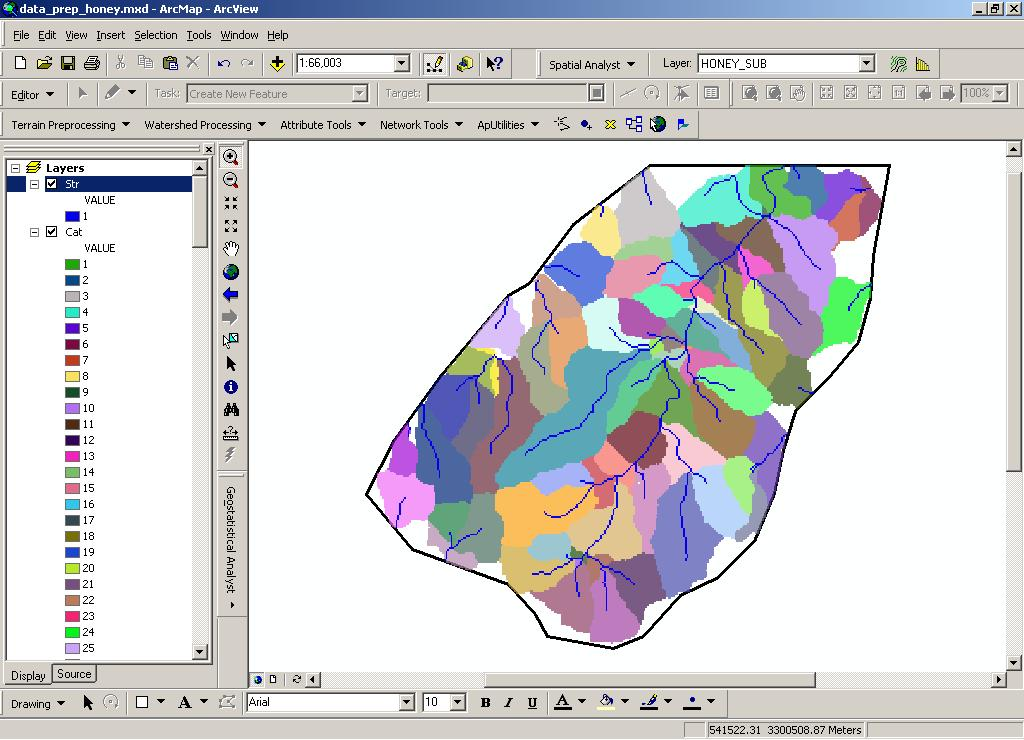 data_prep_honey.mxd - ArcMap - ArcView
File Edit View Insert Selection Tools Window Help
1:66,003 Spatial Analyst Layer: HONEY_SUB
Editor Task: Create New Feature Target: 100%
Terrain Preprocessing Watershed Processing Attribute Tools Network Tools ApUtilities
Layers
Str
VALUE
1
Cat
VALUE
1
2
3
4
5
6
7
8
9
10
11
12
13
14
15
16
17
18
19
20
21
22
23
24
25
Geostatistical Analyst
Display Source
Drawing A Arial 10 B I U A
541522.31 3300508.87 Meters